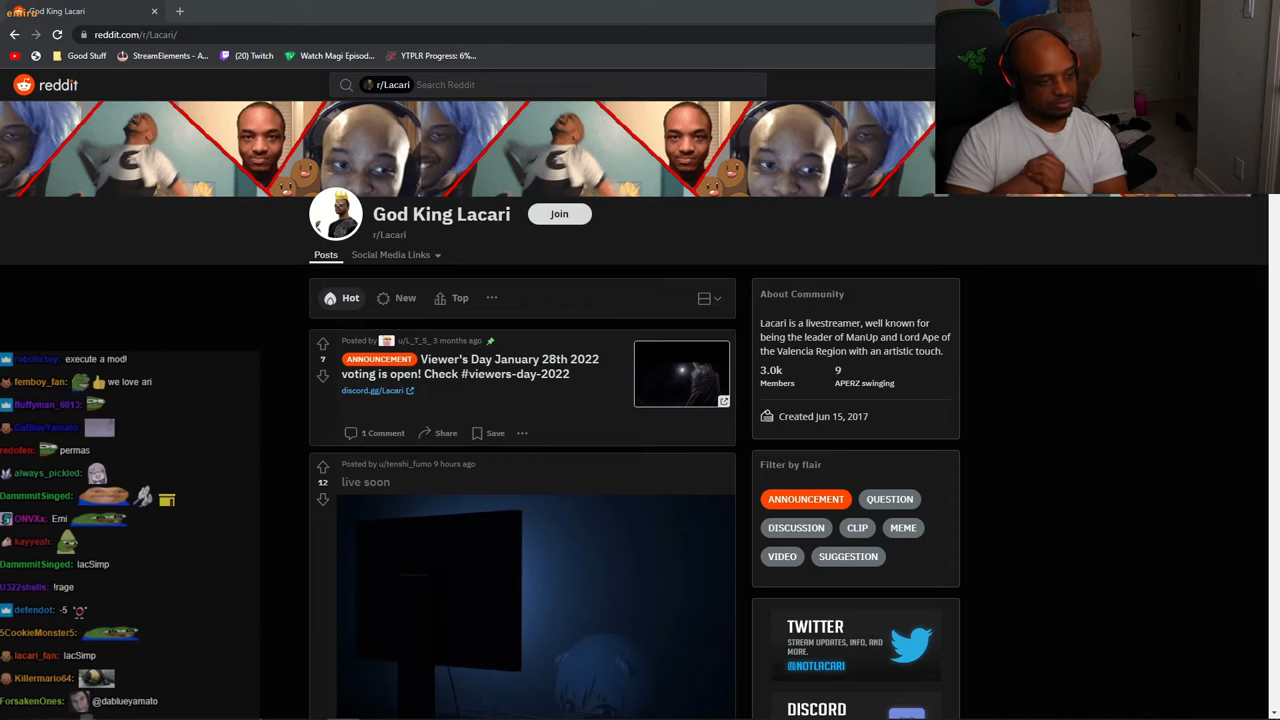 emiru
God King Lacari
reddit.com/r/Lacari/
Good Stuff
StreamElements - A...
(20) Twitch
Watch Magi Episod...
YTPLR Progress: 6%...
reddit
r/Lacari
Search Reddit
God King Lacari
Join
r/Lacari
Posts
Social Media Links
Hot
New
Top
Posted by u/L_T_S_ 3 months ago
7
ANNOUNCEMENT Viewer's Day January 28th 2022
voting is open! Check #viewers-day-2022
discord.gg/Lacari
1 Comment
Share
Save
Posted by u/tenshi_fumo 9 hours ago
12
live soon
About Community
Lacari is a livestreamer, well known for
being the leader of ManUp and Lord Ape of
the Valencia Region with an artistic touch.
3.0k
9
Members
APERZ swinging
Created Jun 15, 2017
Filter by flair
ANNOUNCEMENT
QUESTION
DISCUSSION
CLIP
MEME
VIDEO
SUGGESTION
TWITTER
STREAM UPDATES, INFO, AND
MORE.
@NOTLACARI
DISCORD
robotictoy: execute a mod!
femboy_fan: we love ari
fluffyman_6913:
DaBlueYamato:
redofen: permas
always_pickled:
DammmitSinged:
ONVXa: Emi
kayyeah:
DammmitSinged: lacSimp
U322shells: !rage
defendot: -5
5CookieMonster5:
lacari_fan: lacSimp
Killermario64:
ForsakenOnes: @dablueyamato